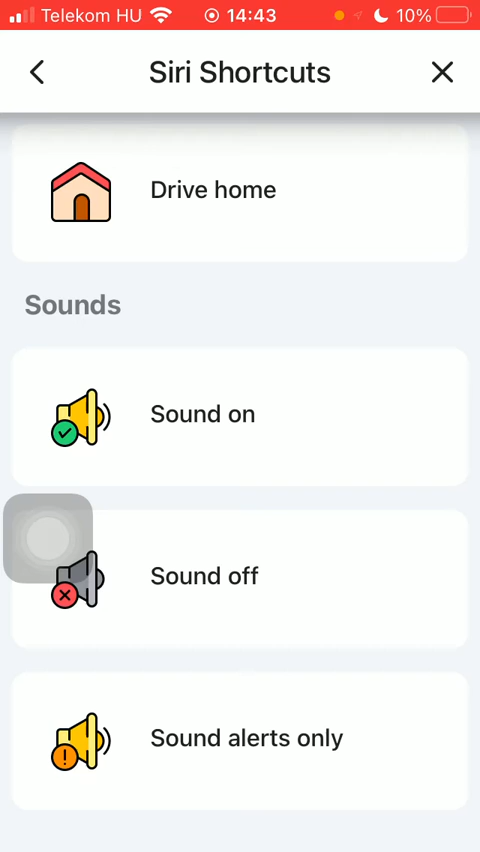 Telekom HU 14:43 10%
Siri Shortcuts
Drive home
Sounds
Sound on
Sound off
Sound alerts only